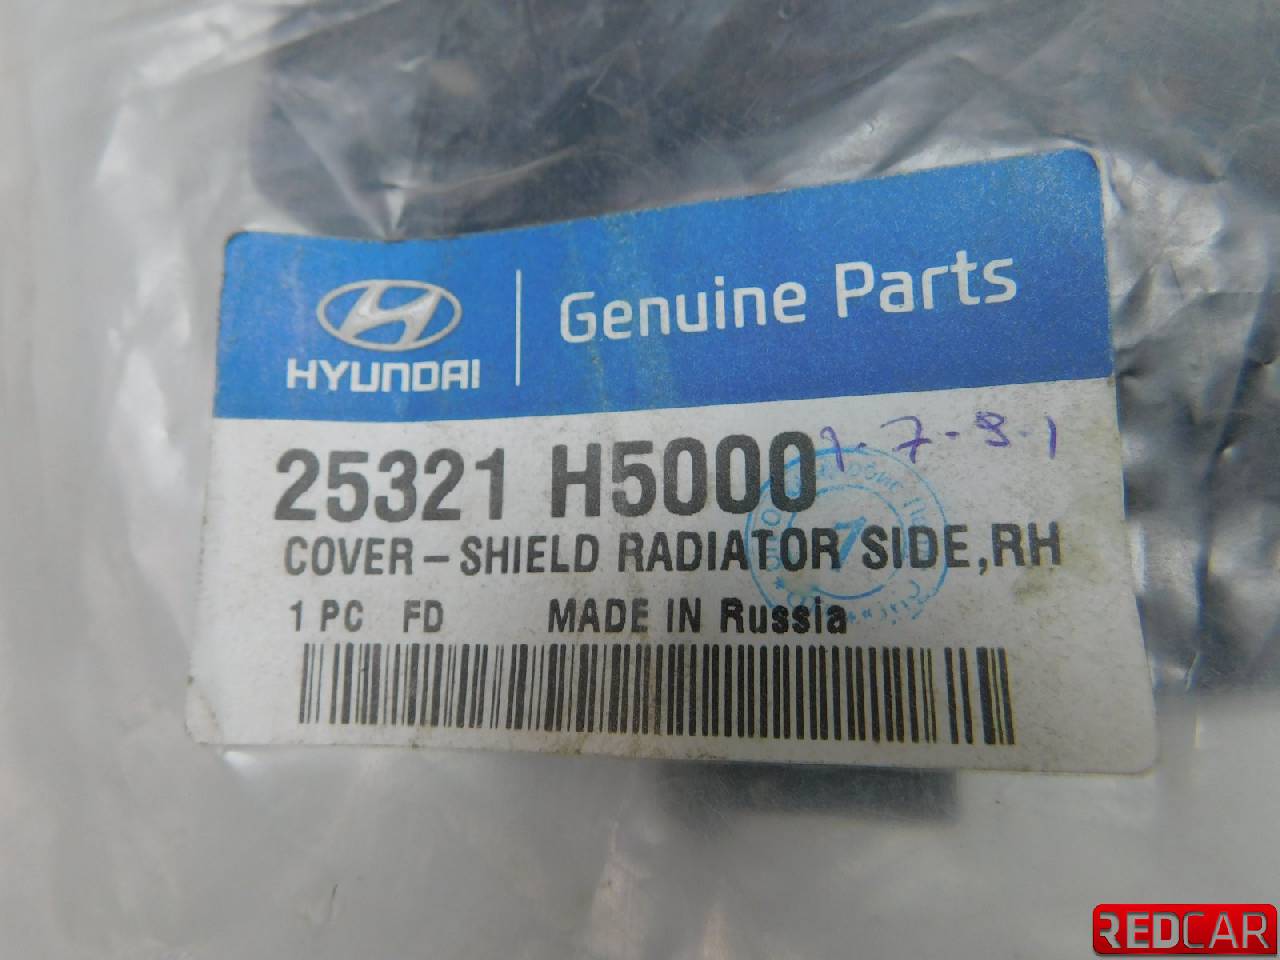 HYUNDAI
Genuine Parts
25321 H5000
COVER-SHIELD RADIATOR SIDE,RH
1 PC FD MADE IN Russia
REDCAR